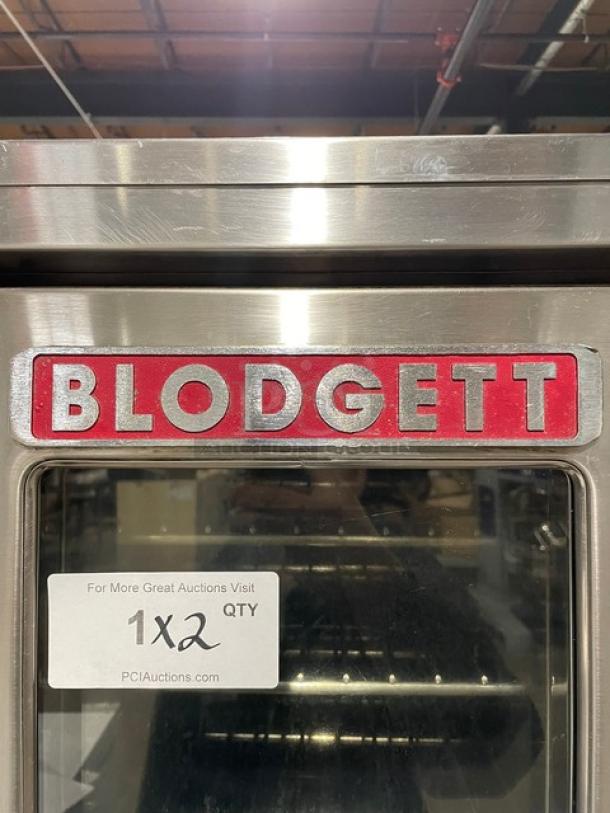 BLODGETT
For More Great Auctions Visit
1x2 QTY
PCIAuctions.com